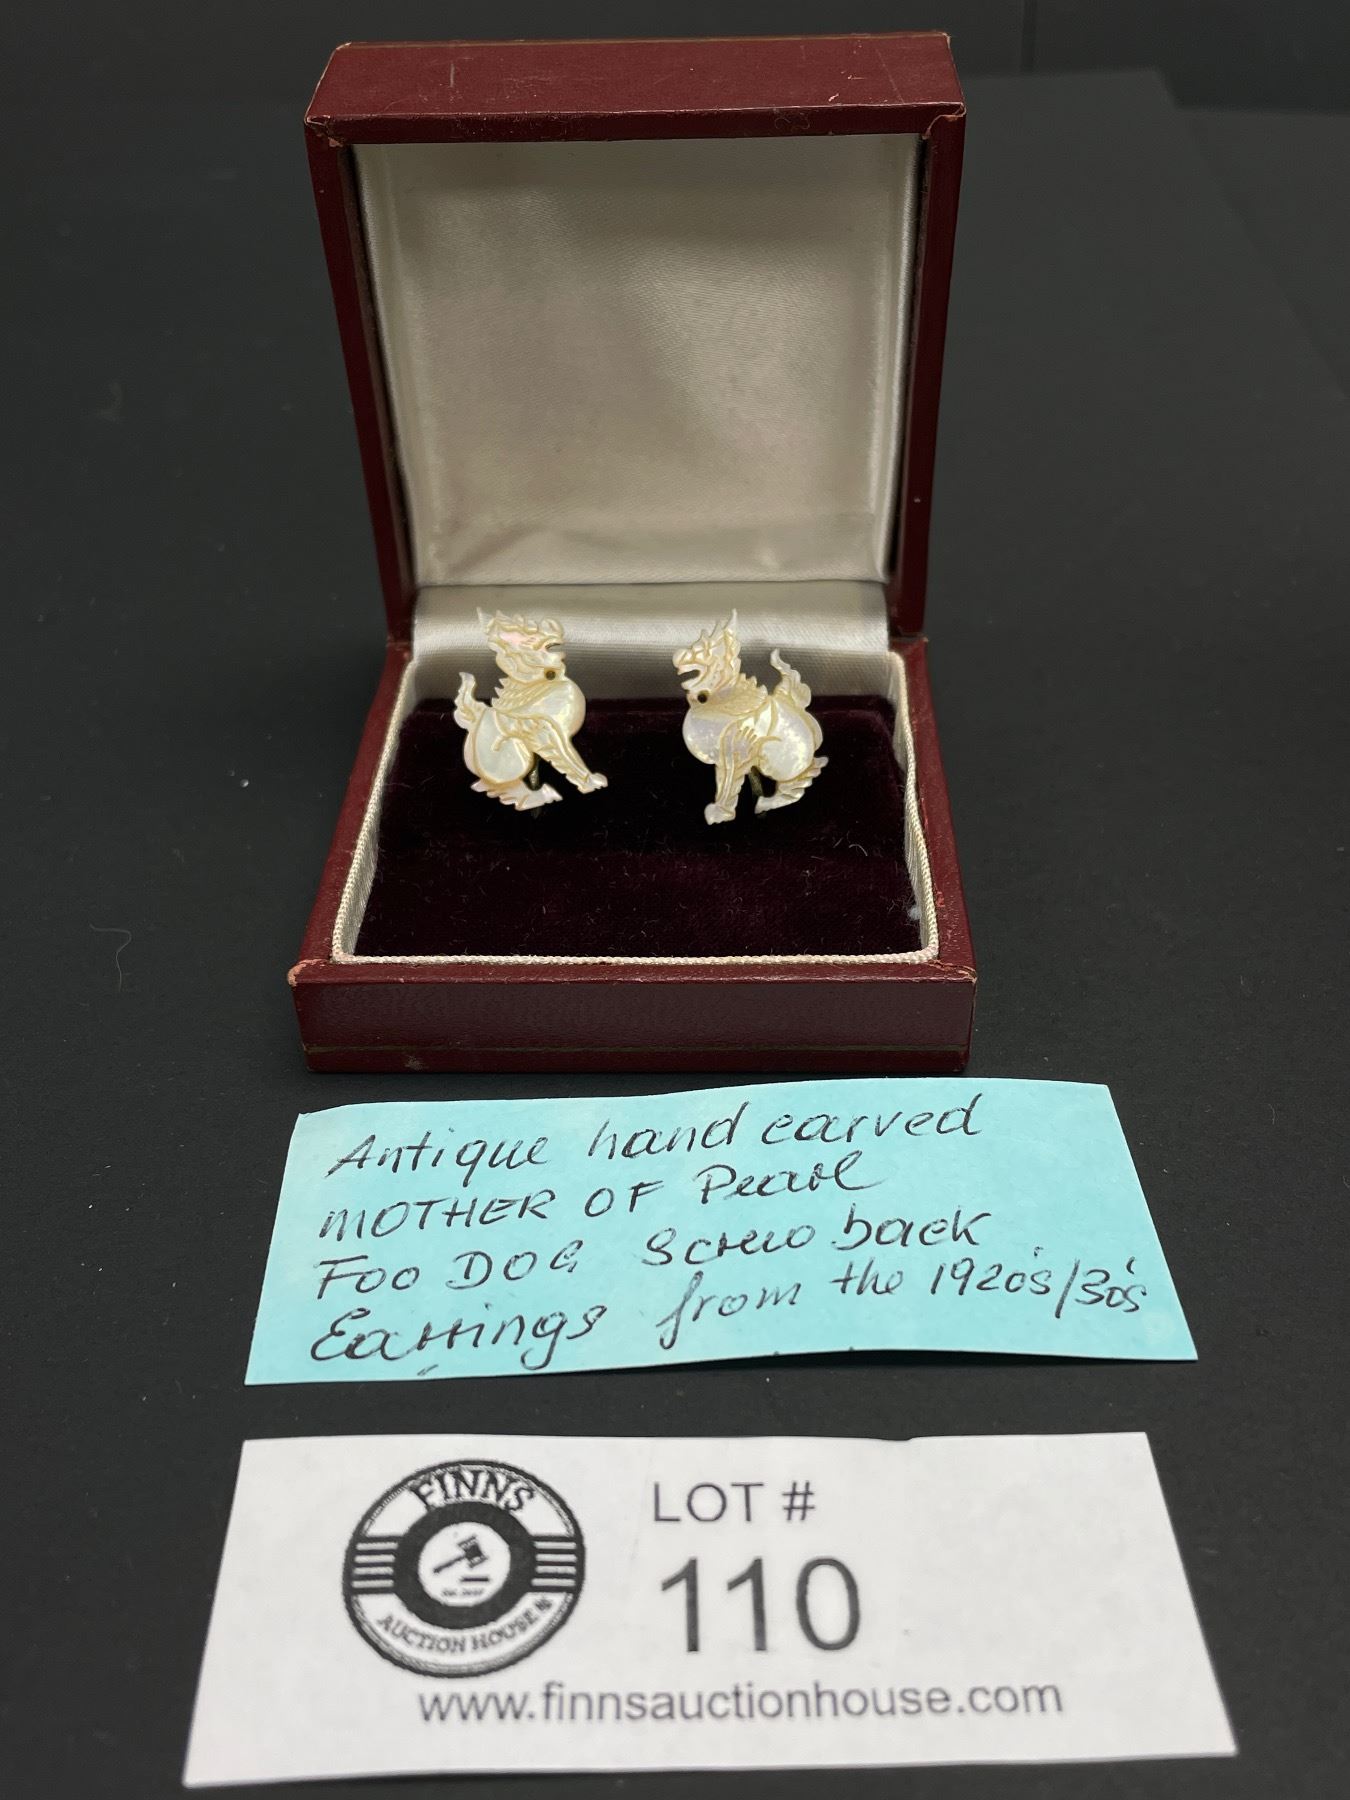 Antique hand carved
MOTHER OF Pearl
FOO DOG Screw back
Earrings from the 1920's/30's
FINNS
AUCTION HOUSE
LOT #
110
www.finnsauctionhouse.com